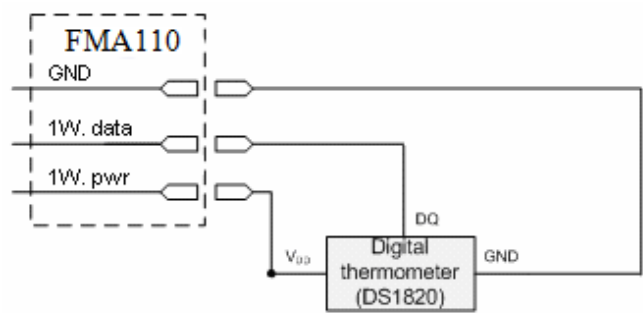 FMA110
GND
1W. data
1W. pwr
DQ
VDD
GND
Digital
thermometer
(DS1820)